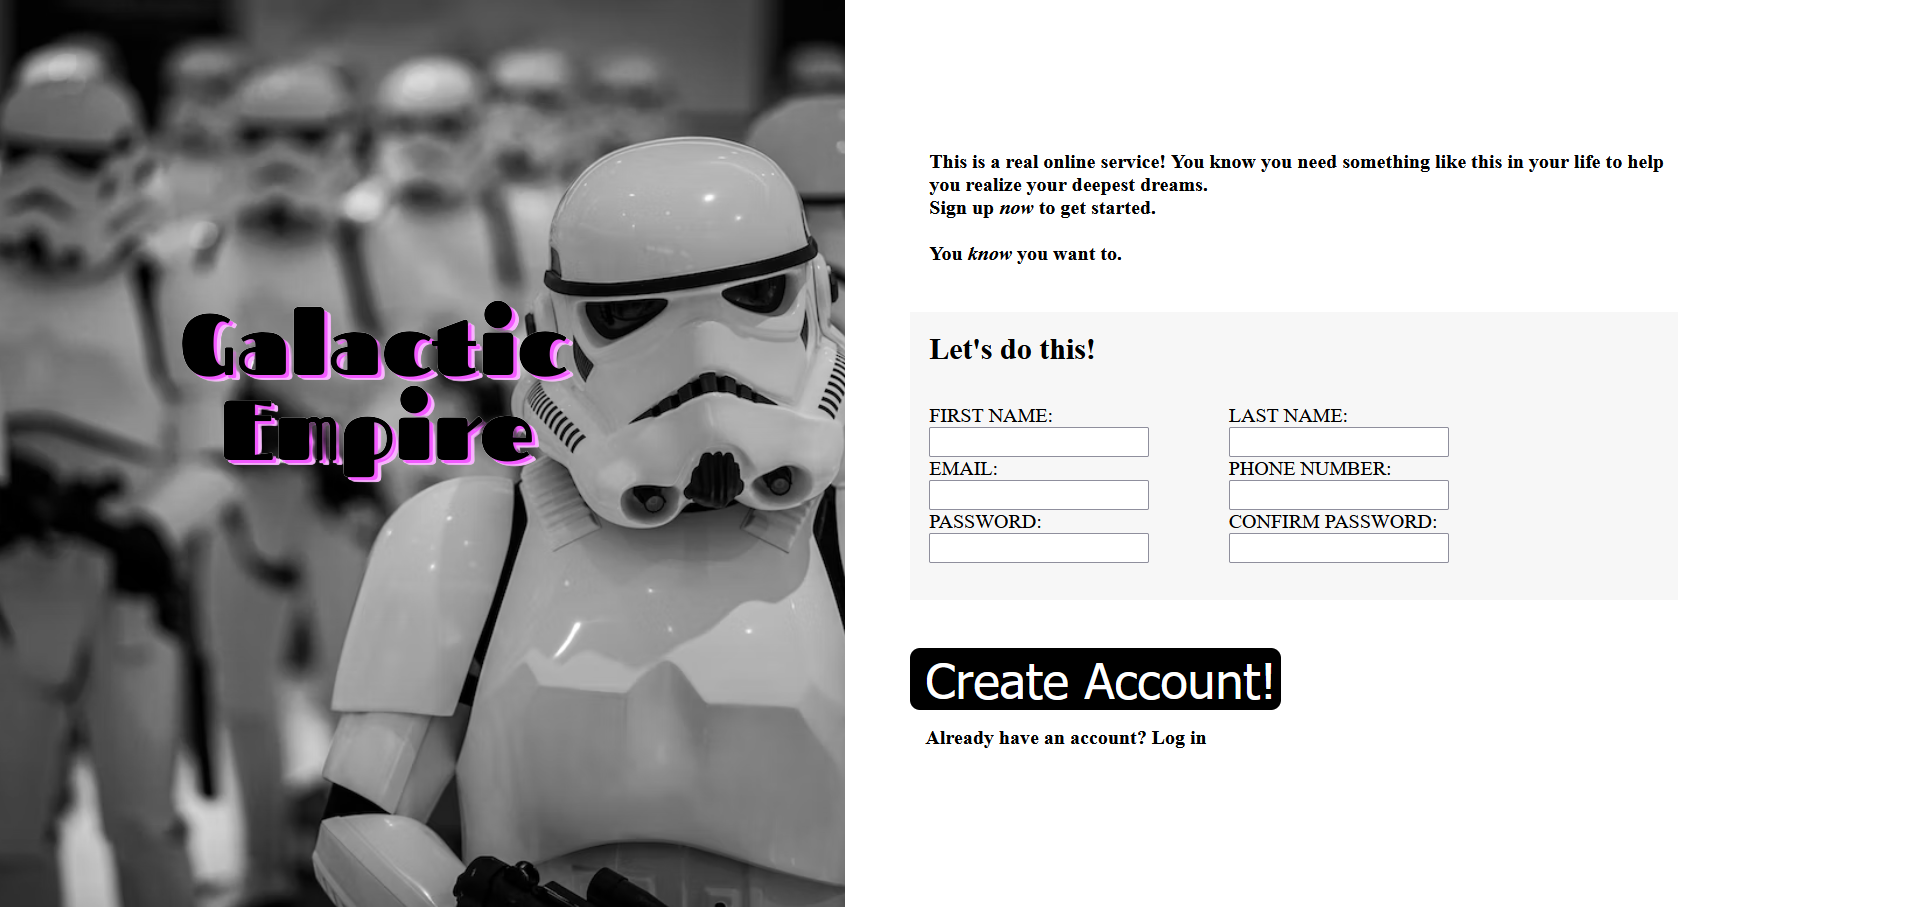 Galactic
Empire
This is a real online service! You know you need something like this in your life to help
you realize your deepest dreams.
Sign up now to get started.
You know you want to.
Let's do this!
FIRST NAME:
LAST NAME:
EMAIL:
PHONE NUMBER:
PASSWORD:
CONFIRM PASSWORD:
Create Account!
Already have an account? Log in